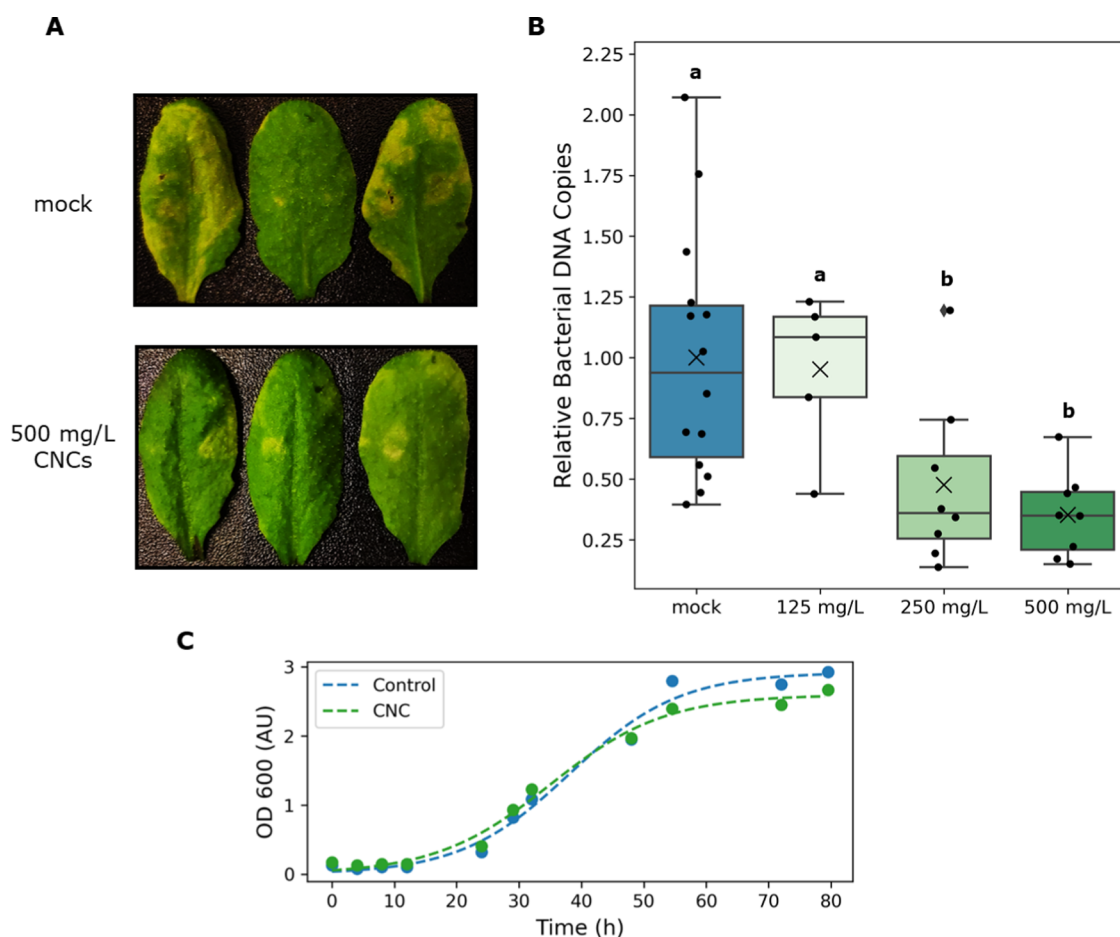 A
mock
500 mg/L
CNCs
B
Relative Bacterial DNA Copies
2.25
2.00
1.75
1.50
1.25
1.00
0.75
0.50
0.25
a
a
b
b
mock
125 mg/L
250 mg/L
500 mg/L
C
OD 600 (AU)
3
2
1
0
Control
CNC
0
10
20
30
40
50
60
70
80
Time (h)